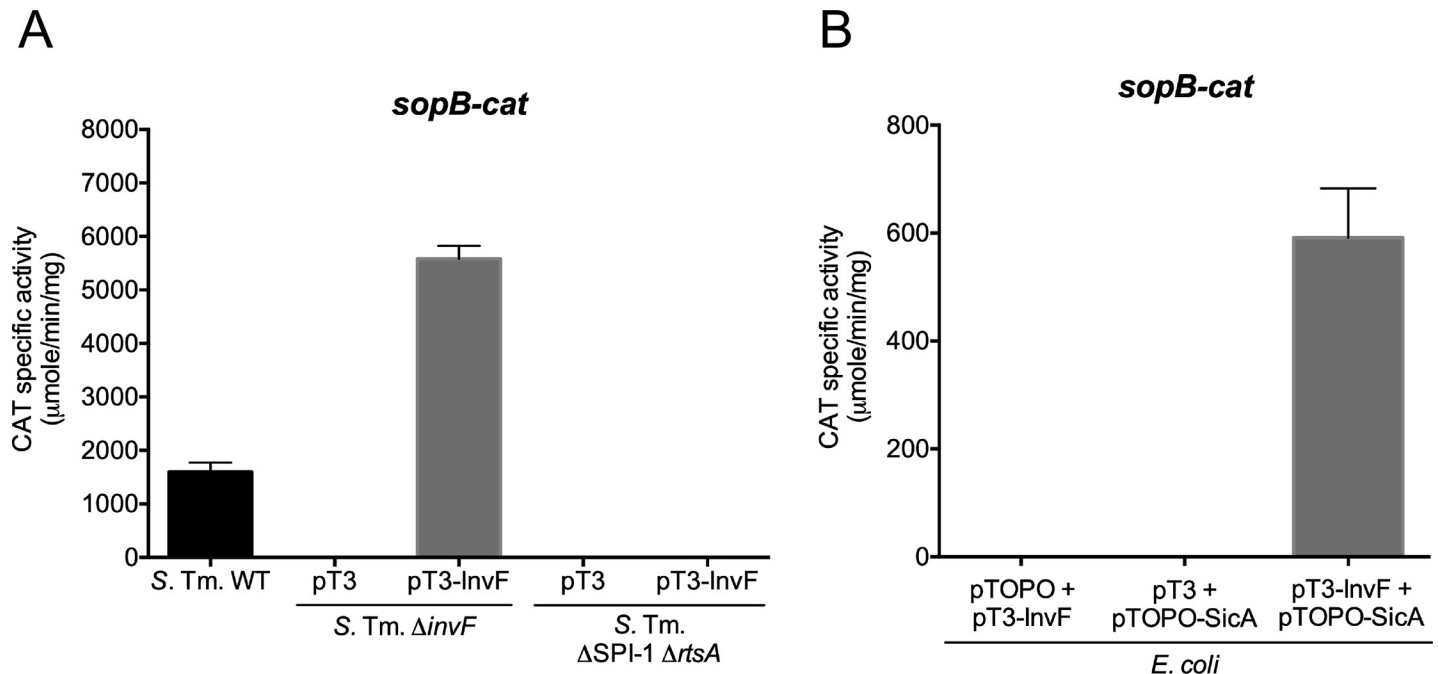 A
sopB-cat
CAT specific activity
(µmole/min/mg)
8000
7000
6000
5000
4000
3000
2000
1000
0
S. Tm. WT
pT3
pT3-InvF
pT3
pT3-InvF
S. Tm. ΔinvF
S. Tm.
ΔSPI-1 ΔrtsA
B
sopB-cat
CAT specific activity
(µmole/min/mg)
800
600
400
200
0
pTOPO +
pT3-InvF
pT3 +
pTOPO-SicA
pT3-InvF +
pTOPO-SicA
E. coli